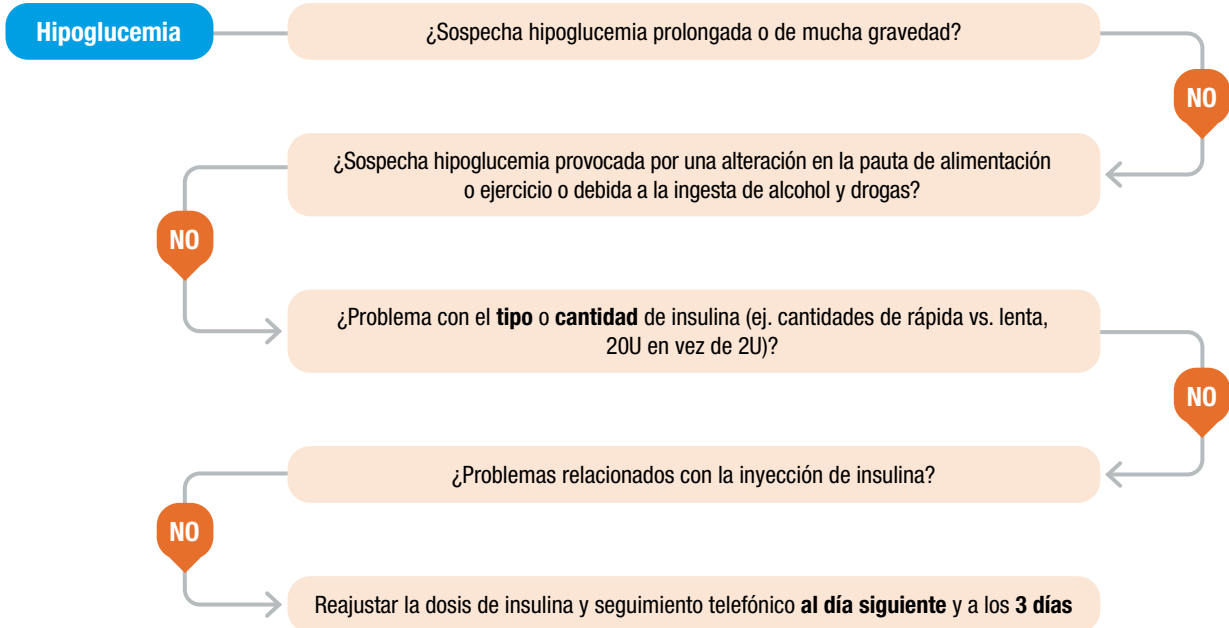 Hipoglucemia
¿Sospecha hipoglucemia prolongada o de mucha gravedad?
NO
¿Sospecha hipoglucemia provocada por una alteración en la pauta de alimentación
o ejercicio o debida a la ingesta de alcohol y drogas?
NO
¿Problema con el tipo o cantidad de insulina (ej. cantidades de rápida vs. lenta,
20U en vez de 2U)?
NO
¿Problemas relacionados con la inyección de insulina?
NO
Reajustar la dosis de insulina y seguimiento telefónico al día siguiente y a los 3 días